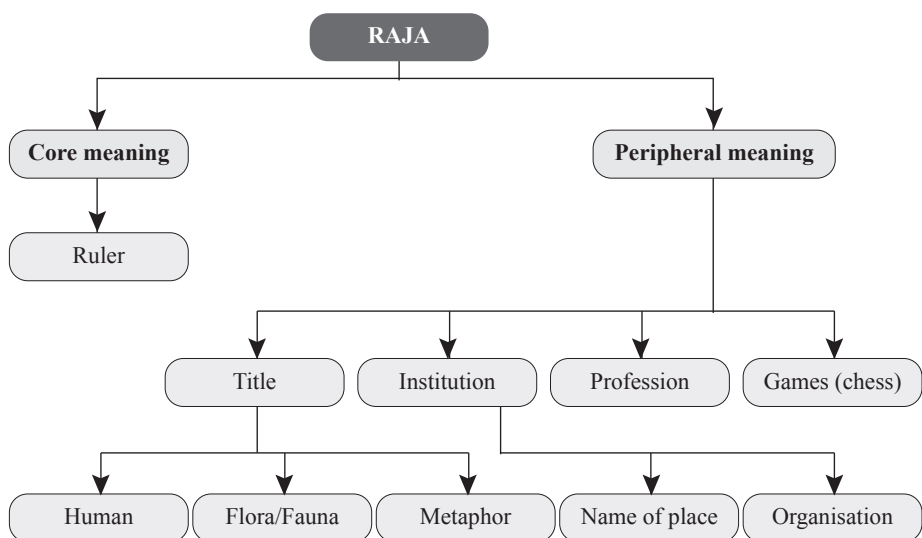 RAJA
Core meaning
Peripheral meaning
Ruler
Title
Institution
Profession
Games (chess)
Human
Flora/Fauna
Metaphor
Name of place
Organisation